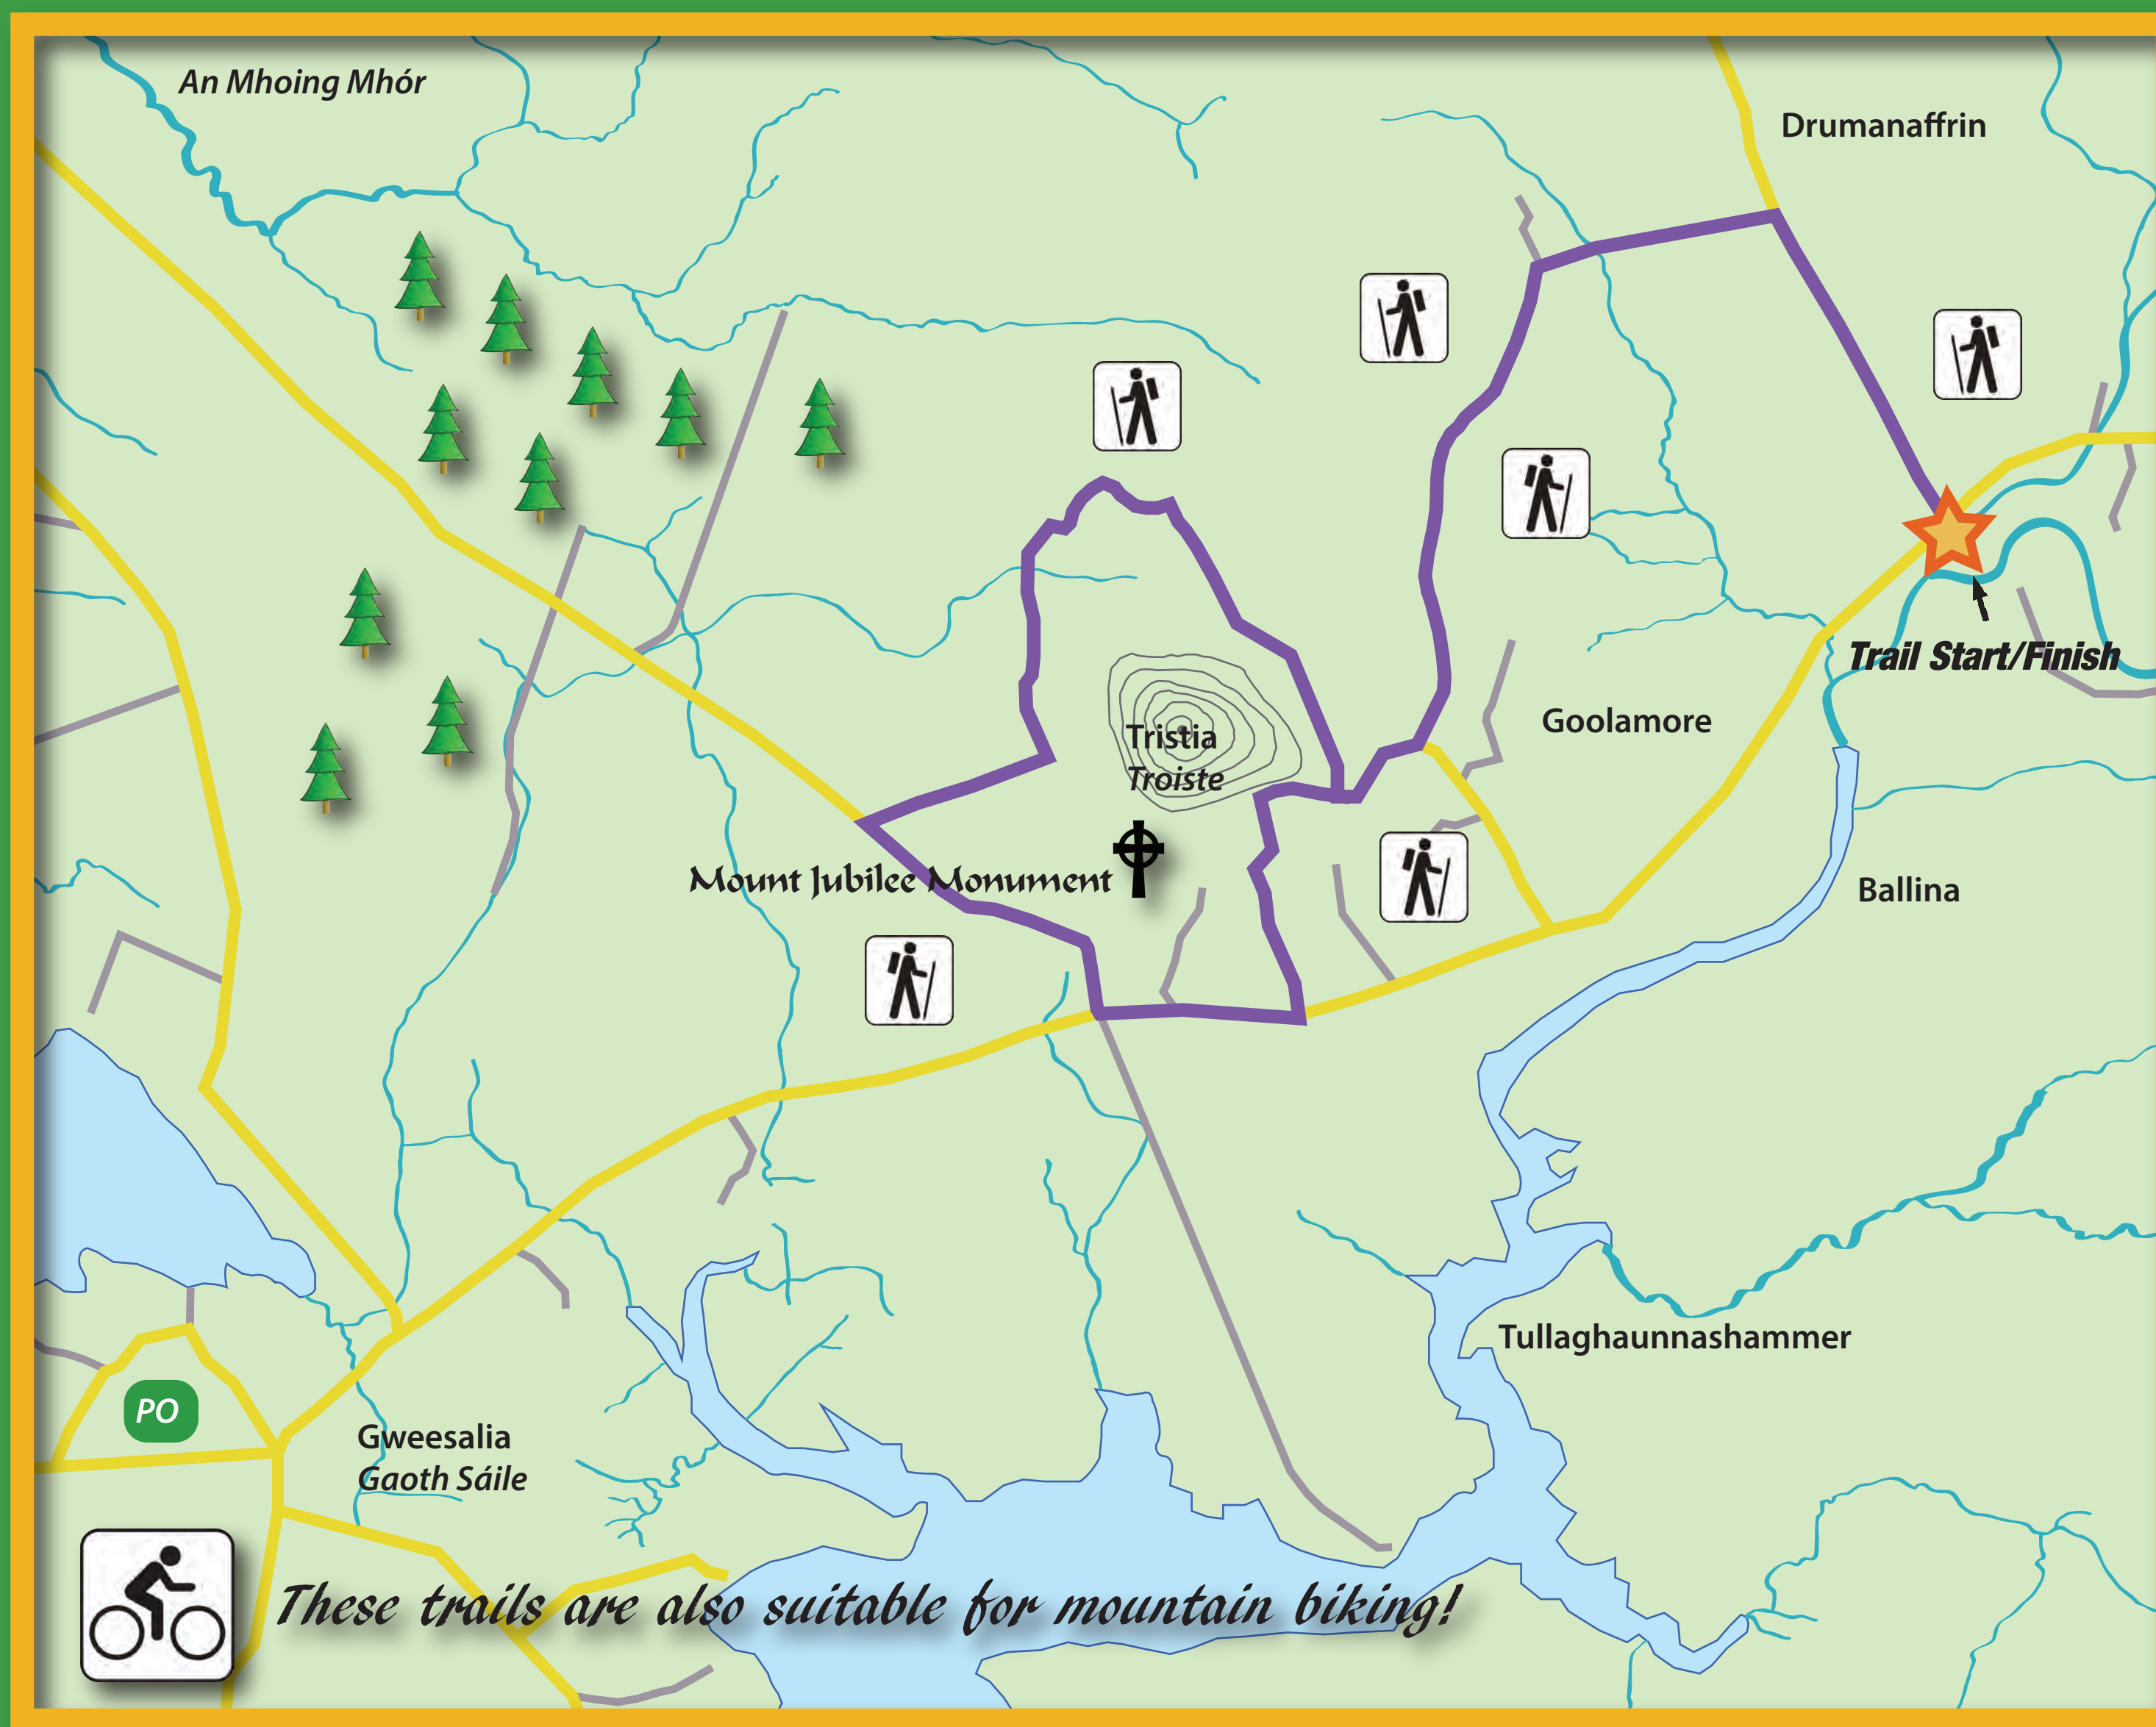 An Mhoing Mhór
Drumanaffrin
Trail Start/Finish
Goolamore
Tristia
Troiste
Mount Jubilee Monument
Ballina
Tullaghaunnashammer
PO
Gweesalia
Gaoth Sáile
These trails are also suitable for mountain biking!